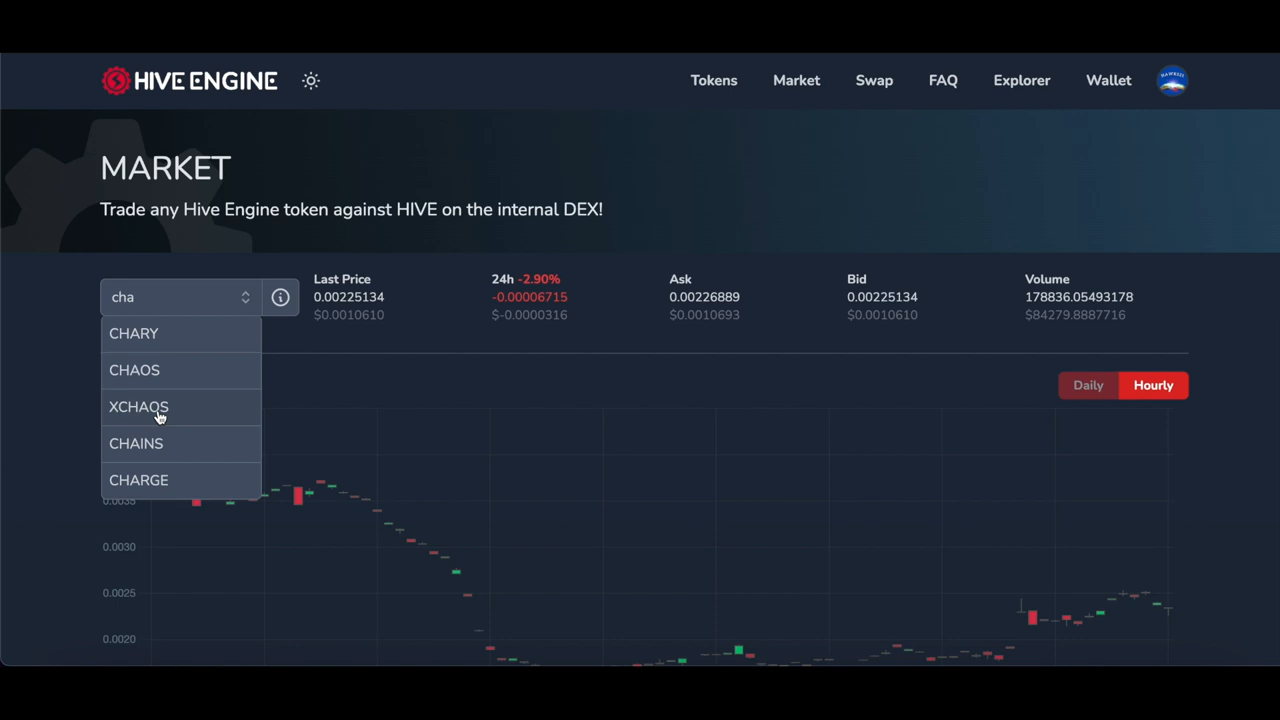 HIVE ENGINE
Tokens
Market
Swap
FAQ
Explorer
Wallet
HAWKEYE
MARKET
Trade any Hive Engine token against HIVE on the internal DEX!
cha
CHARY
CHAOS
XCHAOS
CHAINS
CHARGE
Last Price
0.00225134
$0.0010610
24h -2.90%
-0.00006715
$-0.0000316
Ask
0.00226889
$0.0010693
Bid
0.00225134
$0.0010610
Volume
178836.05493178
$84279.8887716
Daily
Hourly
0.0035
0.0030
0.0025
0.0020